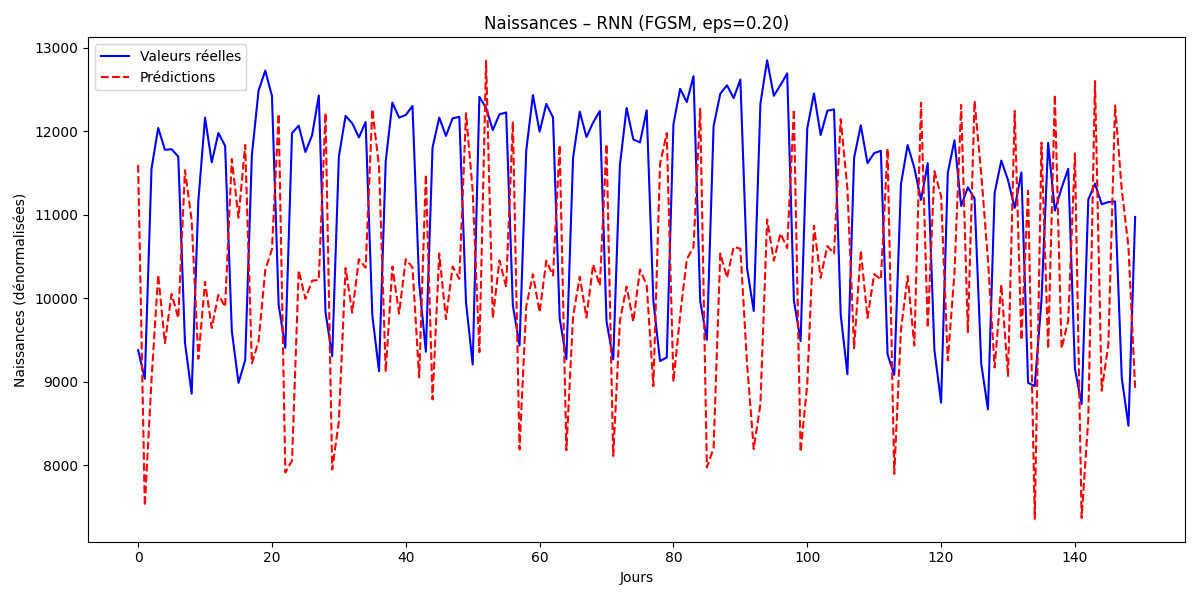 Naissances – RNN (FGSM, eps=0.20)
Valeurs réelles
Prédictions
Naissances (dénormalisées)
13000
12000
11000
10000
9000
8000
0 20 40 60 80 100 120 140
Jours